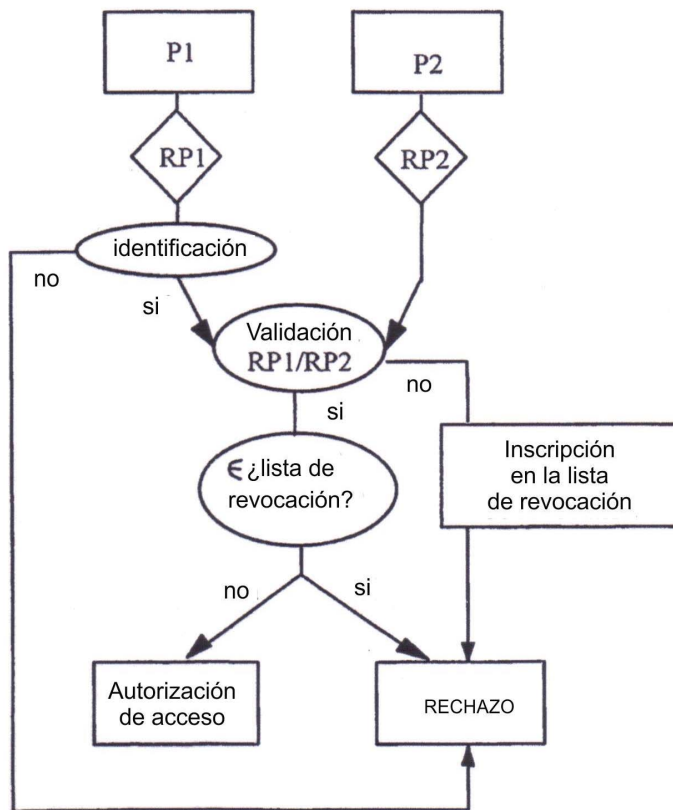 P1
P2
RP1
RP2
identificación
no
si
Validación
RP1/RP2
no
si
Inscripción
en la lista
de revocación
∈ ¿lista de
revocación?
no
si
Autorización
de acceso
RECHAZO